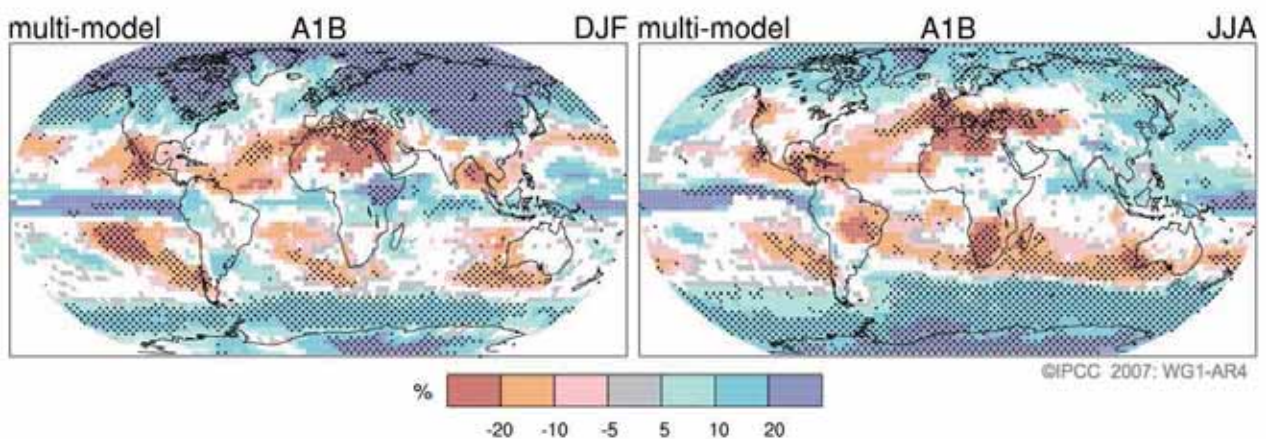 multi-model A1B DJF
multi-model A1B JJA
©IPCC 2007: WG1-AR4
% -20 -10 -5 5 10 20